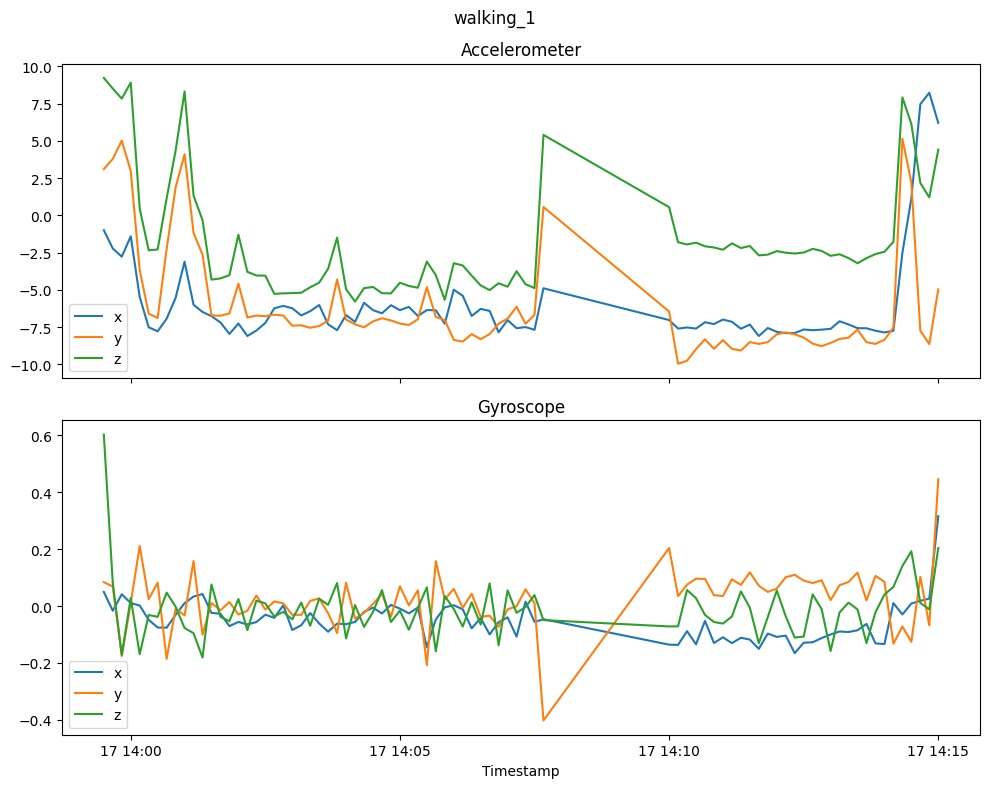 walking_1
Accelerometer
10.0
7.5
5.0
2.5
0.0
−2.5
−5.0
−7.5
−10.0
x
y
z
Gyroscope
0.6
0.4
0.2
0.0
−0.2
−0.4
x
y
z
17 14:00 17 14:05 17 14:10 17 14:15
Timestamp